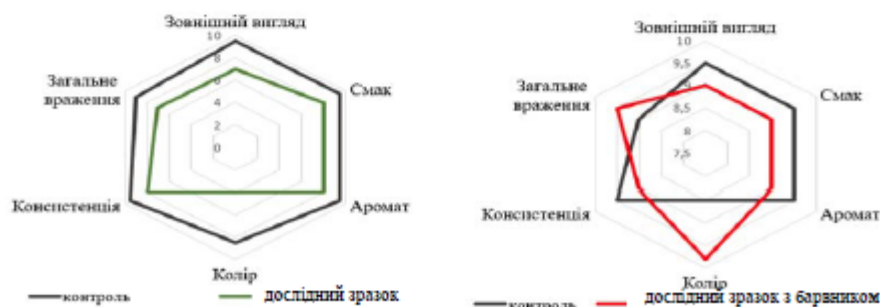 Зовнішній вигляд
10
8
6
4
2
0
Смак
Аромат
Колір
Консистенція
Загальне
враження
контроль
дослідний зразок
Зовнішній вигляд
10
9,5
9
8,5
8
7,5
Смак
Аромат
Колір
Консистенція
Загальне
враження
контроль
дослідний зразок з барвником